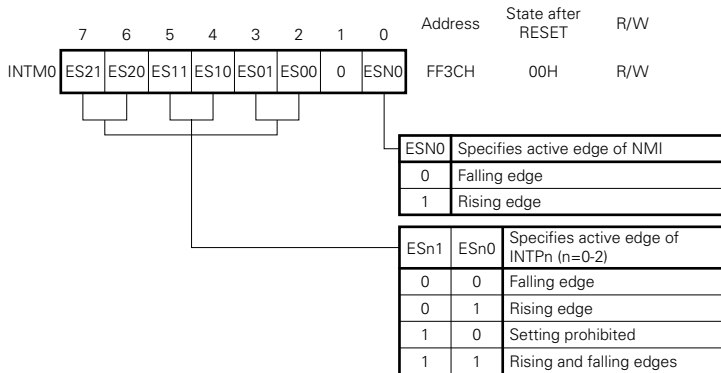 7 6 5 4 3 2 1 0 Address State after RESET R/W
INTM0 ES21 ES20 ES11 ES10 ES01 ES00 0 ESN0 FF3CH 00H R/W
ESN0 Specifies active edge of NMI
0 Falling edge
1 Rising edge
ESn1 ESn0 Specifies active edge of
INTPn (n=0-2)
0 0 Falling edge
0 1 Rising edge
1 0 Setting prohibited
1 1 Rising and falling edges